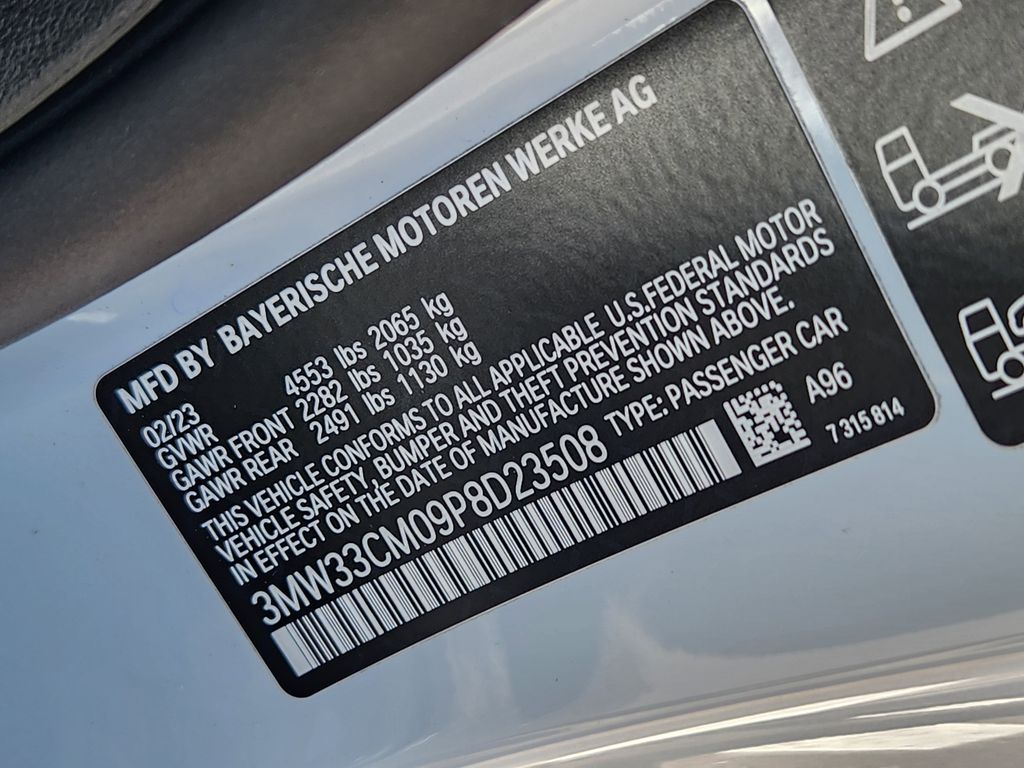 MFD BY BAYERISCHE MOTOREN WERKE AG
02/23
GVWR 4553 lbs 2065 kg
GAWR FRONT 2282 lbs 1035 kg
GAWR REAR 2491 lbs 1130 kg
THIS VEHICLE CONFORMS TO ALL APPLICABLE U.S.FEDERAL MOTOR
VEHICLE SAFETY, BUMPER AND THEFT PREVENTION STANDARDS
IN EFFECT ON THE DATE OF MANUFACTURE SHOWN ABOVE.
3MW33CM09P8D23508 TYPE: PASSENGER CAR
A96
7 315 814